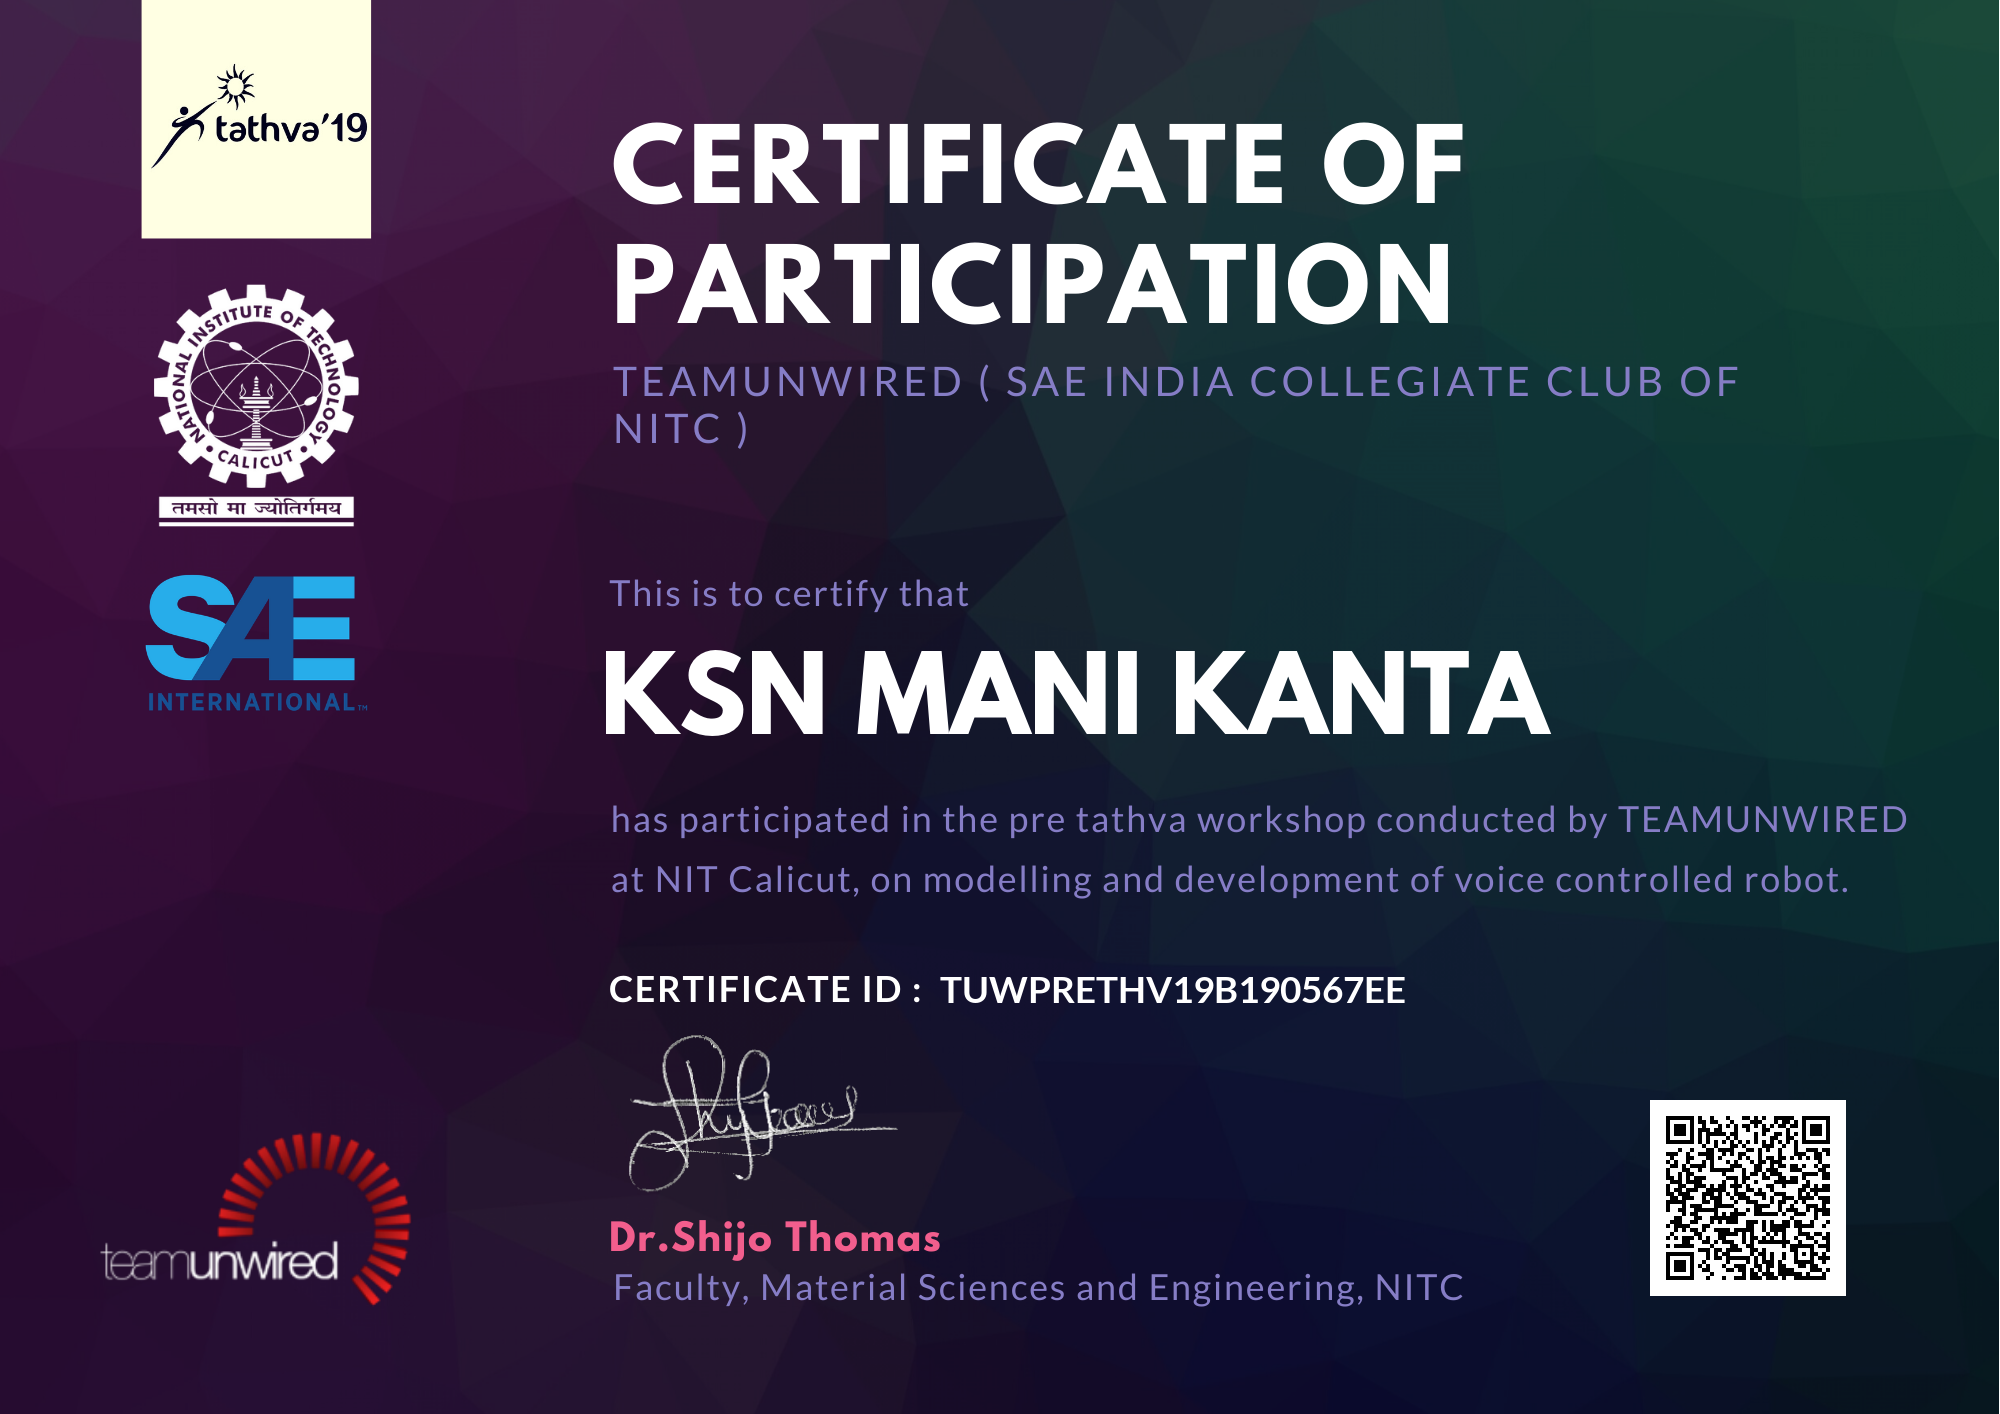 tathva'19
NATIONAL INSTITUTE OF TECHNOLOGY
• CALICUT •
तमसो मा ज्योतिर्गमय
SAE
INTERNATIONAL™
CERTIFICATE OF
PARTICIPATION
TEAMUNWIRED ( SAE INDIA COLLEGIATE CLUB OF
NITC )
This is to certify that
KSN MANI KANTA
has participated in the pre tathva workshop conducted by TEAMUNWIRED
at NIT Calicut, on modelling and development of voice controlled robot.
CERTIFICATE ID : TUWPRETHV19B190567EE
Dr.Shijo Thomas
Faculty, Material Sciences and Engineering, NITC
teamunwired